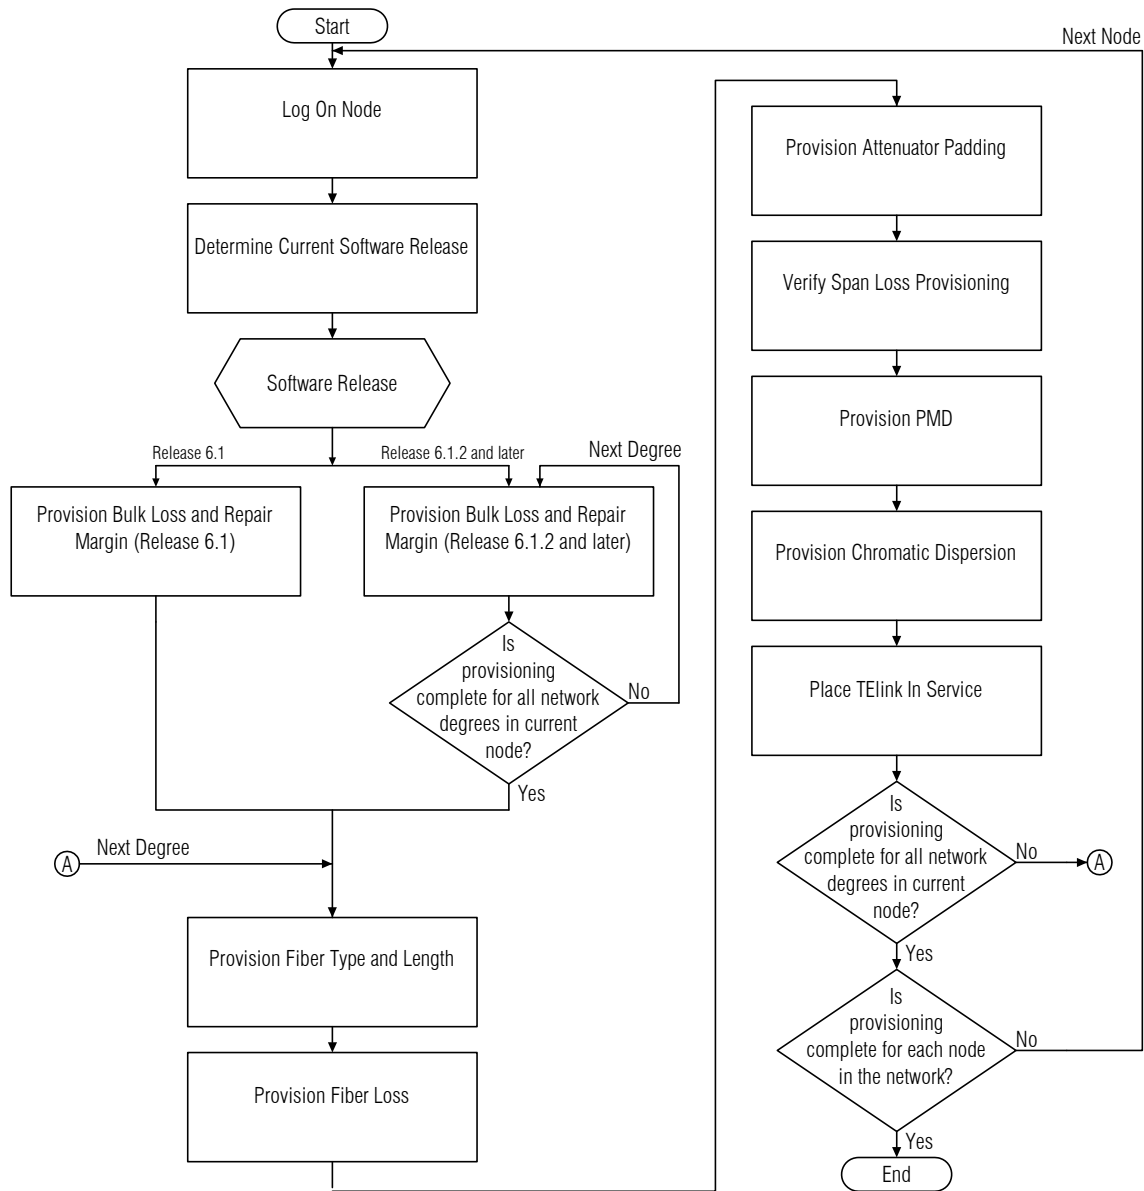 Start
Next Node
Log On Node
Determine Current Software Release
Software Release
Release 6.1
Release 6.1.2 and later
Next Degree
Provision Bulk Loss and Repair
Margin (Release 6.1)
Provision Bulk Loss and Repair
Margin (Release 6.1.2 and later)
Is
provisioning
complete for all network
degrees in current
node?
No
Yes
A
Next Degree
Provision Fiber Type and Length
Provision Fiber Loss
Provision Attenuator Padding
Verify Span Loss Provisioning
Provision PMD
Provision Chromatic Dispersion
Place TElink In Service
Is
provisioning
complete for all network
degrees in current
node?
No
A
Yes
Is
provisioning
complete for each node
in the network?
No
Yes
End